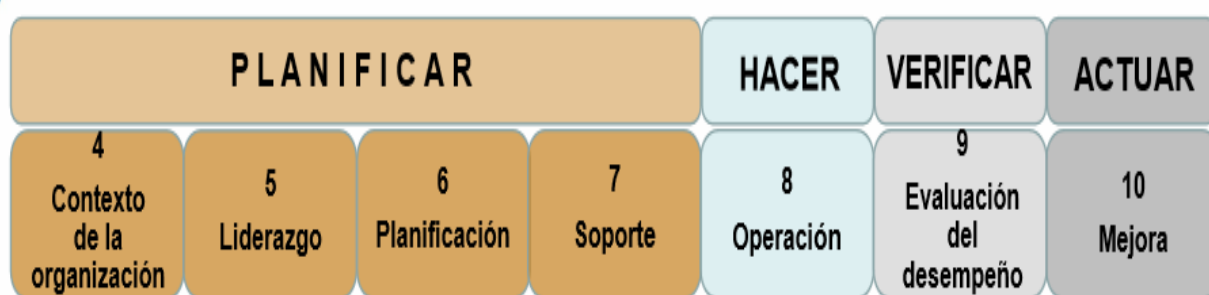 PLANIFICAR
HACER
VERIFICAR
ACTUAR
4
Contexto
de la
organización
5
Liderazgo
6
Planificación
7
Soporte
8
Operación
9
Evaluación
del
desempeño
10
Mejora